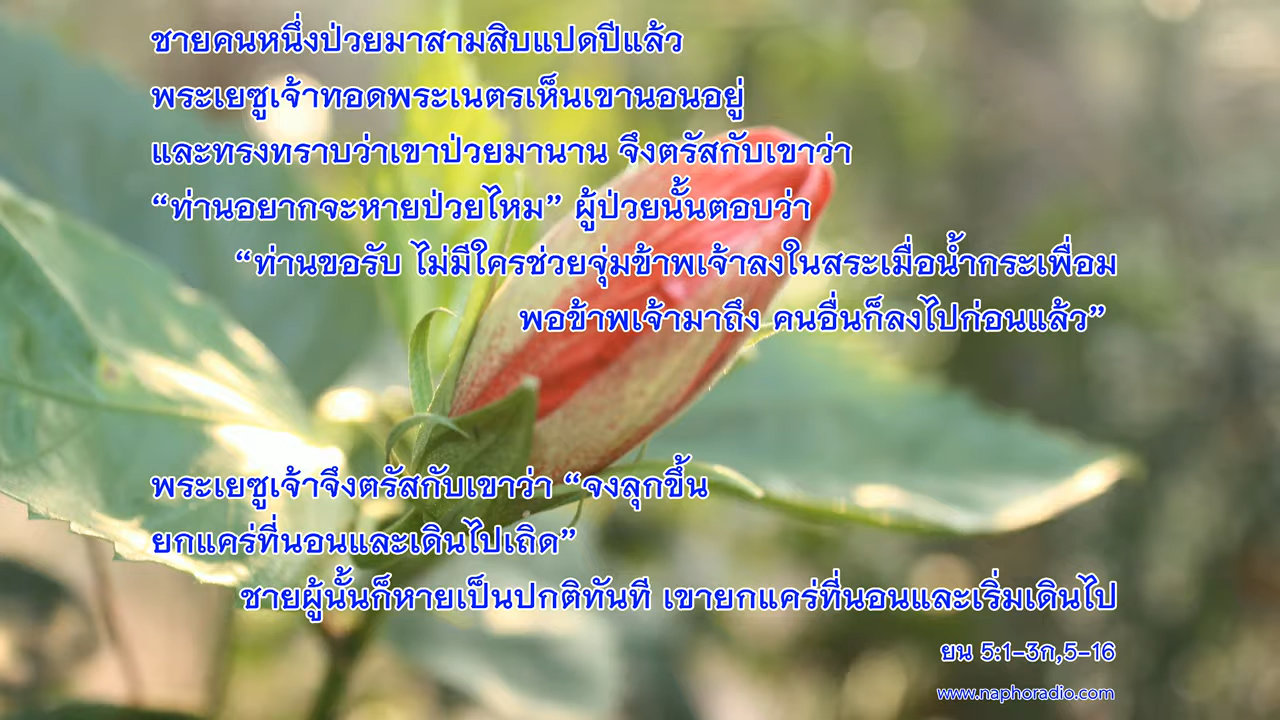 ชายคนหนึ่งป่วยมาสามสิบแปดปีแล้ว
พระเยซูเจ้าทอดพระเนตรเห็นเขานอนอยู่
และทรงทราบว่าเขาป่วยมานาน จึงตรัสกับเขาว่า
“ท่านอยากจะหายป่วยไหม” ผู้ป่วยนั้นตอบว่า
“ท่านขอรับ ไม่มีใครช่วยจุ่มข้าพเจ้าลงในสระเมื่อน้ำกระเพื่อม
พอข้าพเจ้ามาถึง คนอื่นก็ลงไปก่อนแล้ว”
พระเยซูเจ้าจึงตรัสกับเขาว่า “จงลุกขึ้น
ยกแคร่ที่นอนและเดินไปเถิด”
ชายผู้นั้นก็หายเป็นปกติทันที เขายกแคร่ที่นอนและเริ่มเดินไป
ยน 5:1-3ก,5-16
www.naphoradio.com